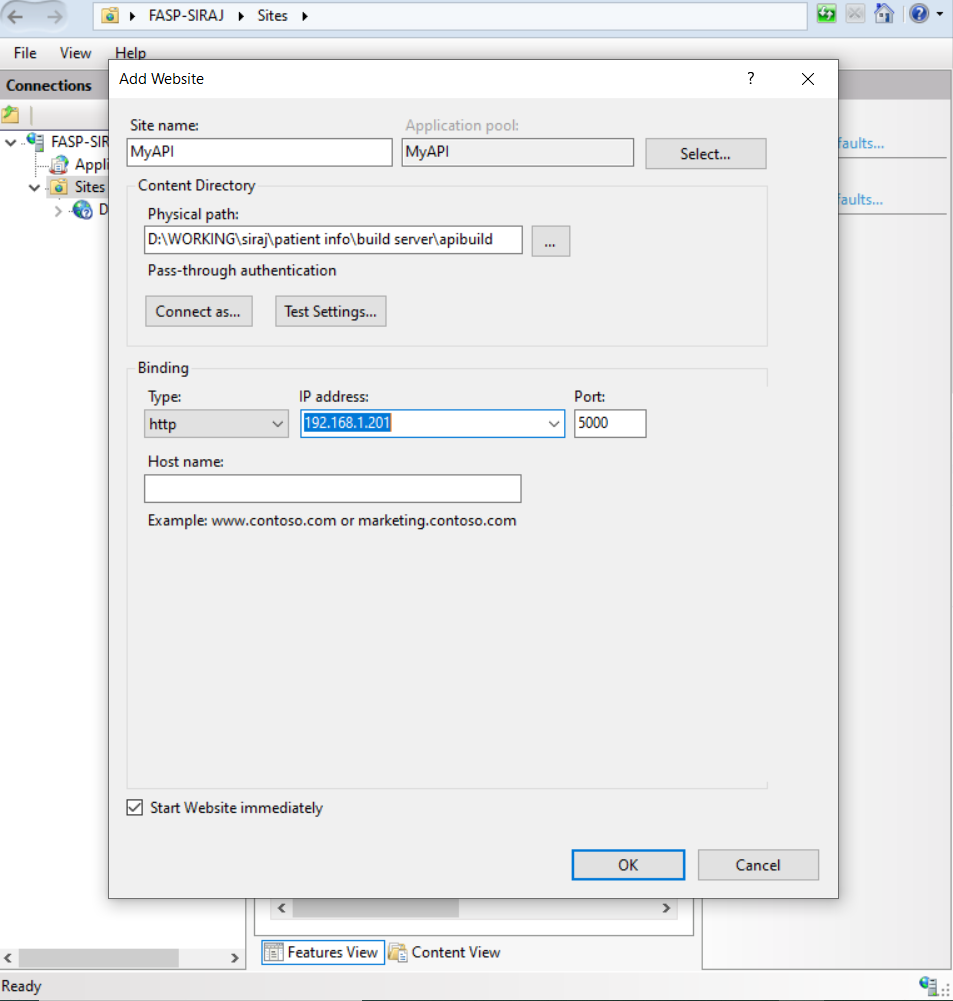 FASP-SIRAJ Sites
File View Help
Connections
Add Website
?
Site name:
Application pool:
MyAPI
MyAPI
Select...
FASP-SIR
Appli
Sites
D
faults...
faults...
Content Directory
Physical path:
D:\WORKING\siraj\patient info\build server\apibuild
...
Pass-through authentication
Connect as...
Test Settings...
Binding
Type:
IP address:
Port:
http
192.168.1.201
5000
Host name:
Example: www.contoso.com or marketing.contoso.com
Start Website immediately
OK
Cancel
Features View
Content View
Ready